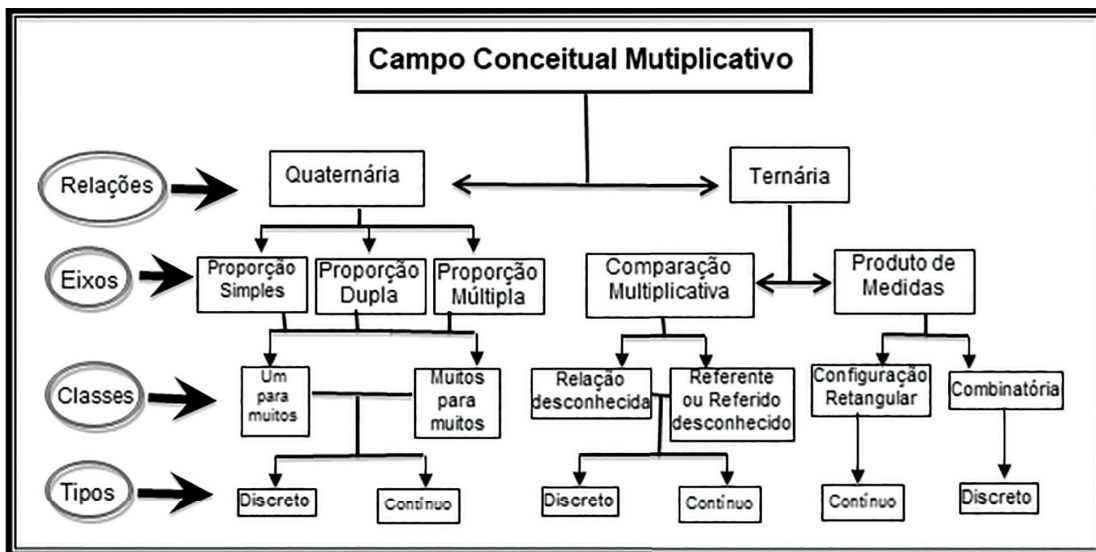 Campo Conceitual Mutiplicativo
Relações
Quaternária
Ternária
Eixos
Proporção
Simples
Proporção
Dupla
Proporção
Múltipla
Comparação
Multiplicativa
Produto de
Medidas
Classes
Um
para
muitos
Muitos
para
muitos
Relação
desconhecida
Referente
ou Referido
desconhecido
Configuração
Retangular
Combinatória
Tipos
Discreto
Contínuo
Discreto
Contínuo
Contínuo
Discreto